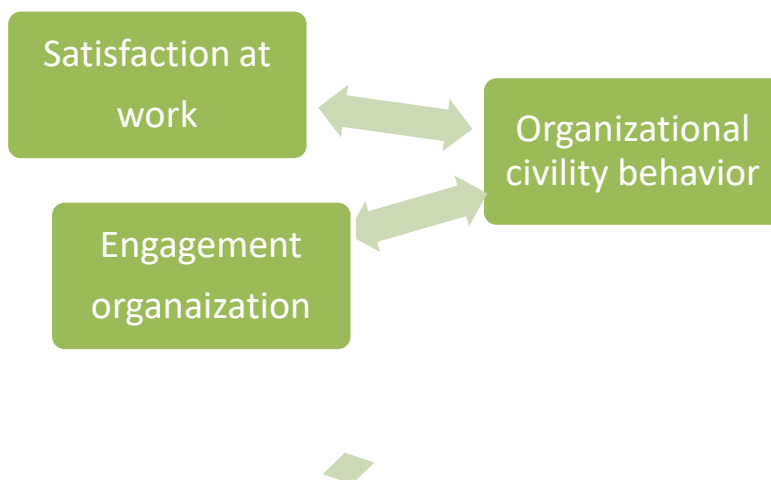 Satisfaction at
work
Organizational
civility behavior
Engagement
organaization